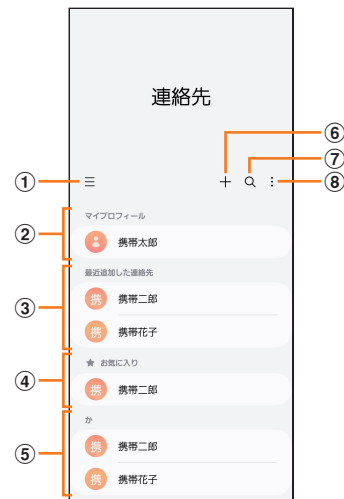 連絡先
⑥
⑦
① ⑧
マイプロフィール
② 携帯太郎
最近追加した連絡先
携 携帯二郎
③
携 携帯花子
★ お気に入り
④ 携 携帯二郎
か
携 携帯二郎
⑤
携 携帯花子